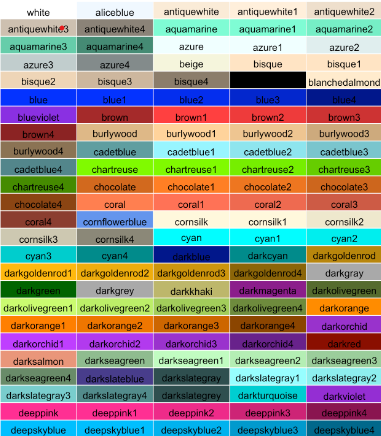 white aliceblue antiquewhite antiquewhite1 antiquewhite2
antiquewhite3 antiquewhite4 aquamarine aquamarine1 aquamarine2
aquamarine3 aquamarine4 azure azure1 azure2
azure3 azure4 beige bisque bisque1
bisque2 bisque3 bisque4 blanchedalmond
blue blue1 blue2 blue3 blue4
blueviolet brown brown1 brown2 brown3
brown4 burlywood burlywood1 burlywood2 burlywood3
burlywood4 cadetblue cadetblue1 cadetblue2 cadetblue3
cadetblue4 chartreuse chartreuse1 chartreuse2 chartreuse3
chartreuse4 chocolate chocolate1 chocolate2 chocolate3
chocolate4 coral coral1 coral2 coral3
coral4 cornflowerblue cornsilk cornsilk1 cornsilk2
cornsilk3 cornsilk4 cyan cyan1 cyan2
cyan3 cyan4 darkblue darkcyan darkgoldenrod
darkgoldenrod1 darkgoldenrod2 darkgoldenrod3 darkgoldenrod4 darkgray
darkgreen darkgrey darkkhaki darkmagenta darkolivegreen
darkolivegreen1 darkolivegreen2 darkolivegreen3 darkolivegreen4 darkorange
darkorange1 darkorange2 darkorange3 darkorange4 darkorchid
darkorchid1 darkorchid2 darkorchid3 darkorchid4 darkred
darksalmon darkseagreen darkseagreen1 darkseagreen2 darkseagreen3
darkseagreen4 darkslateblue darkslategray darkslategray1 darkslategray2
darkslategray3 darkslategray4 darkslategrey darkturquoise darkviolet
deeppink deeppink1 deeppink2 deeppink3 deeppink4
deepskyblue deepskyblue1 deepskyblue2 deepskyblue3 deepskyblue4